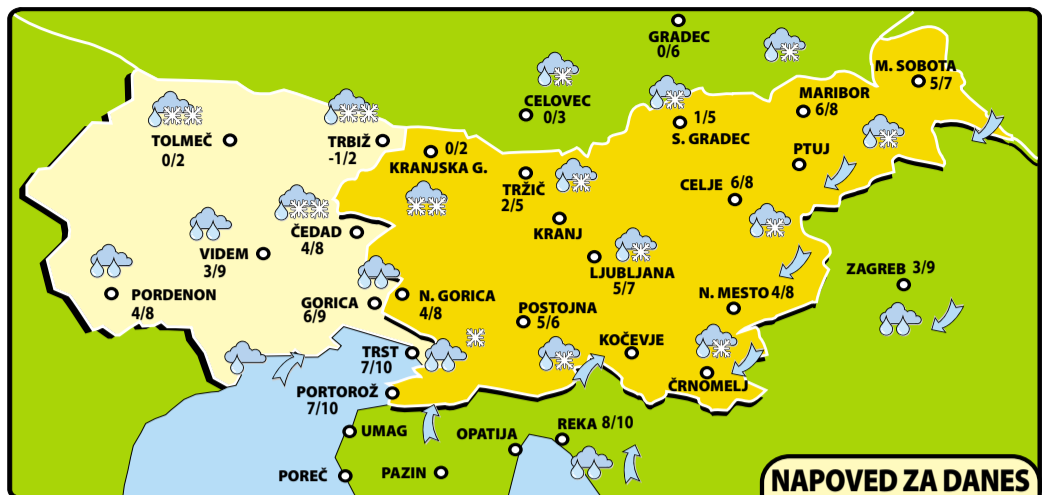 GRADEC
0/6
M. SOBOTA
5/7
CELOVEC
0/3
MARIBOR
6/8
1/5
S. GRADEC
TOLMEČ
0/2
TRBIŽ
-1/2
0/2
KRANJSKA G.
PTUJ
TRŽIČ
2/5
CELJE 6/8
KRANJ
ČEDAD
4/8
VIDEM
3/9
LJUBLJANA
5/7
ZAGREB 3/9
PORDENON
4/8
GORICA
6/9
N. GORICA
4/8
N. MESTO 4/8
POSTOJNA
5/6
KOČEVJE
TRST
7/10
ČRNOMELJ
PORTOROŽ
7/10
UMAG
OPATIJA
REKA 8/10
POREČ
PAZIN
NAPOVED ZA DANES